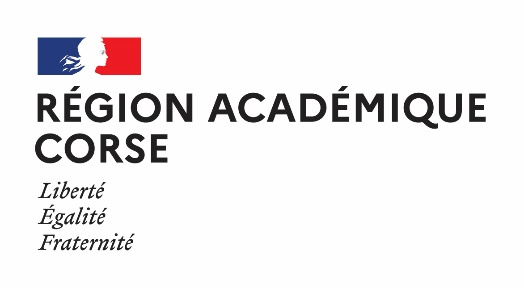 RÉGION ACADÉMIQUE
CORSE
Liberté
Égalité
Fraternité